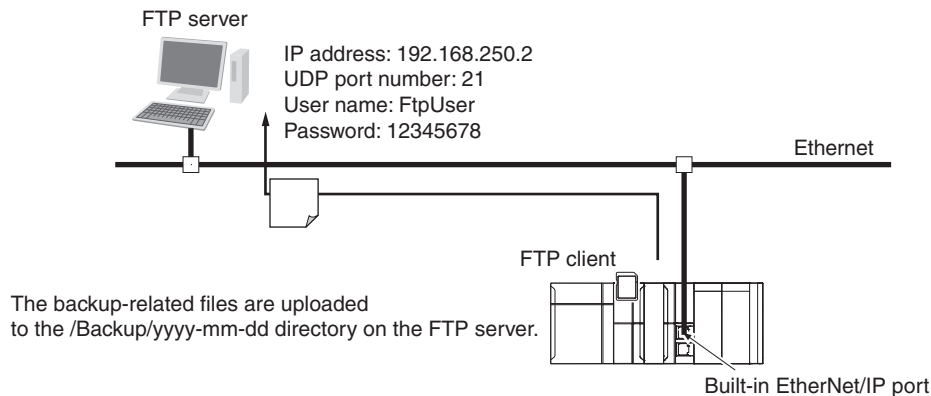 FTP server
IP address: 192.168.250.2
UDP port number: 21
User name: FtpUser
Password: 12345678
Ethernet
FTP client
The backup-related files are uploaded
to the /Backup/yyyy-mm-dd directory on the FTP server.
Built-in EtherNet/IP port